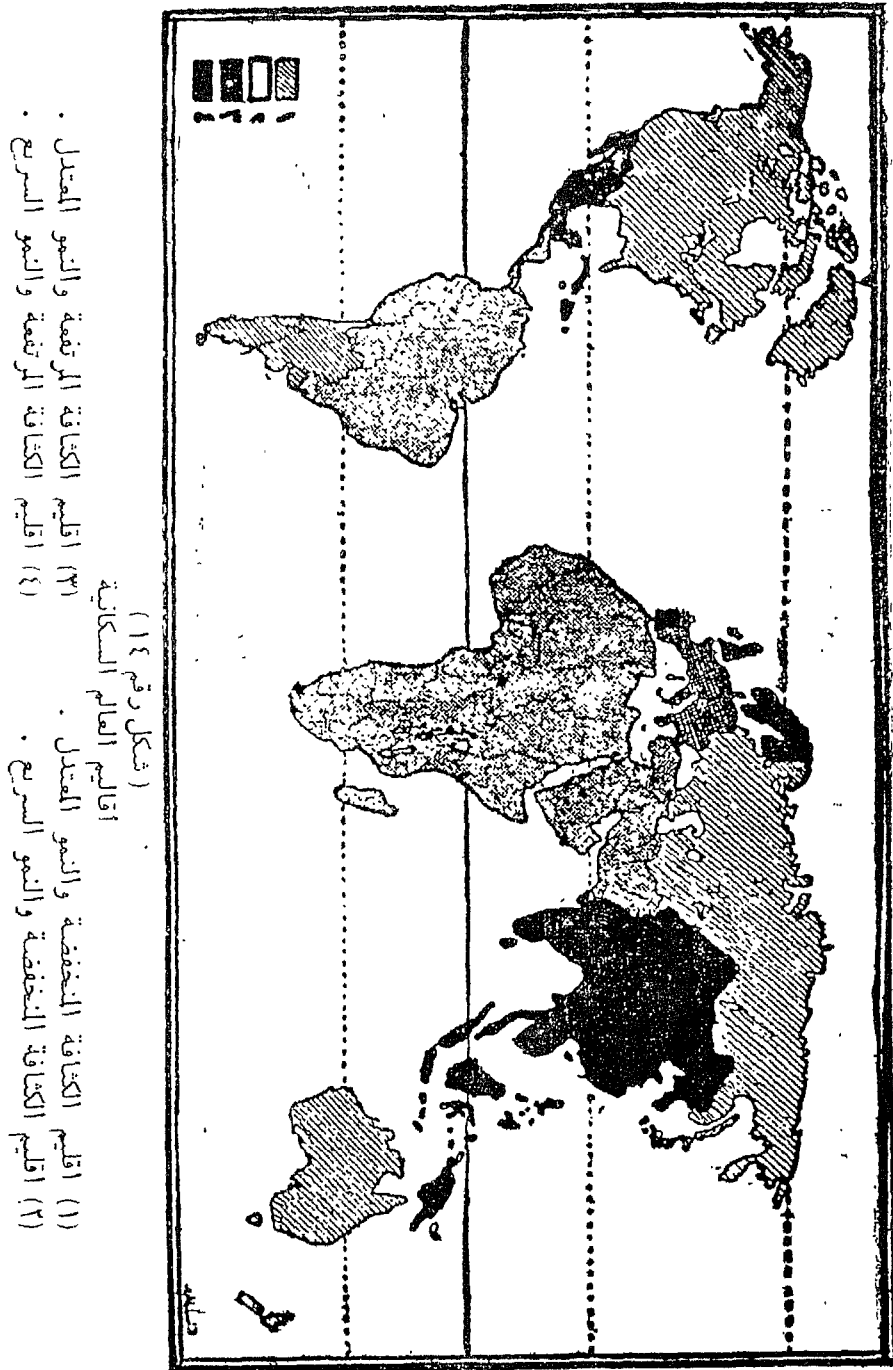 (شكل رقم ١٤)
أقاليم العالم السكانية
(١) اقليم الكثافة المنخفضة والنمو المعتدل .
(٢) اقليم الكثافة المنخفضة والنمو السريع .
(٣) اقليم الكثافة المرتفعة والنمو المعتدل .
(٤) اقليم الكثافة المرتفعة والنمو السريع .